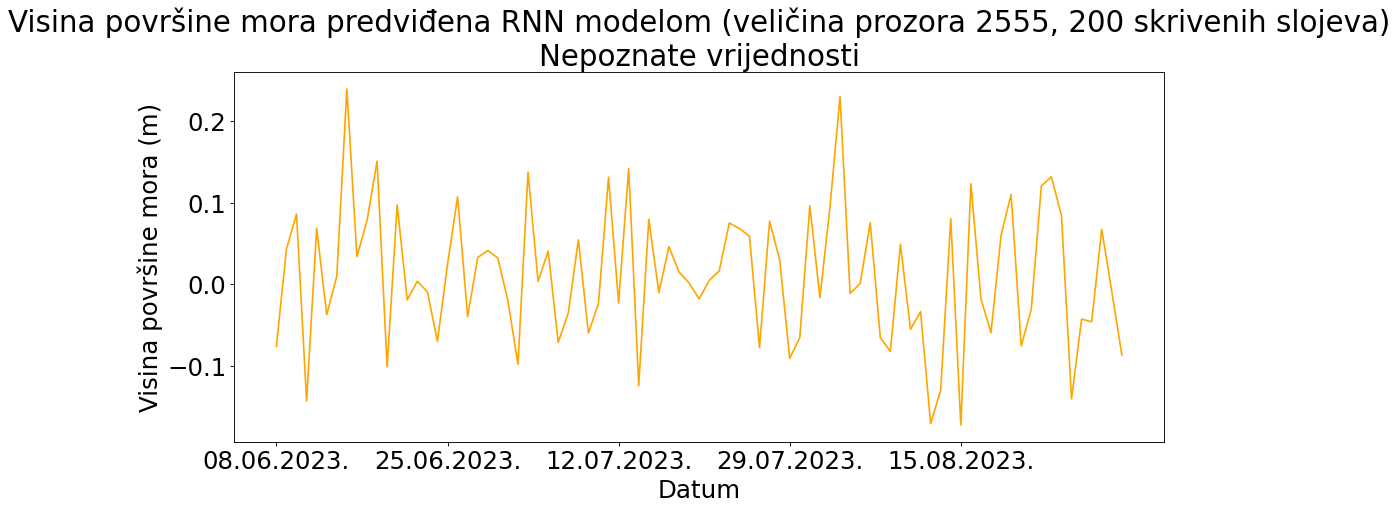 Visina površine mora predviđena RNN modelom (veličina prozora 2555, 200 skrivenih slojeva)
Nepoznate vrijednosti
Visina površine mora (m)
0.2
0.1
0.0
−0.1
08.06.2023. 25.06.2023. 12.07.2023. 29.07.2023. 15.08.2023.
Datum